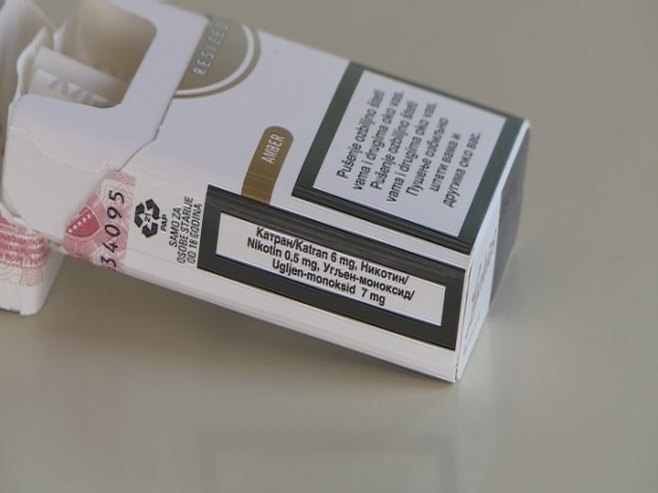 RESIZED
AMBER
Pušenje ozbiljno šteti
vama i drugima oko vas.
Pušenje ozbiljno šteti
vama i drugima oko vas.
Пушење озбиљно
штети вама и
другима око вас.
34095
21
PAP
SAMO ZA
OSOBE STARIJE
OD 18 GODINA
Катран/Katran 6 mg, Никотин/
Nikotin 0,5 mg, Угљен-моноксид/
Ugljen-monoksid 7 mg